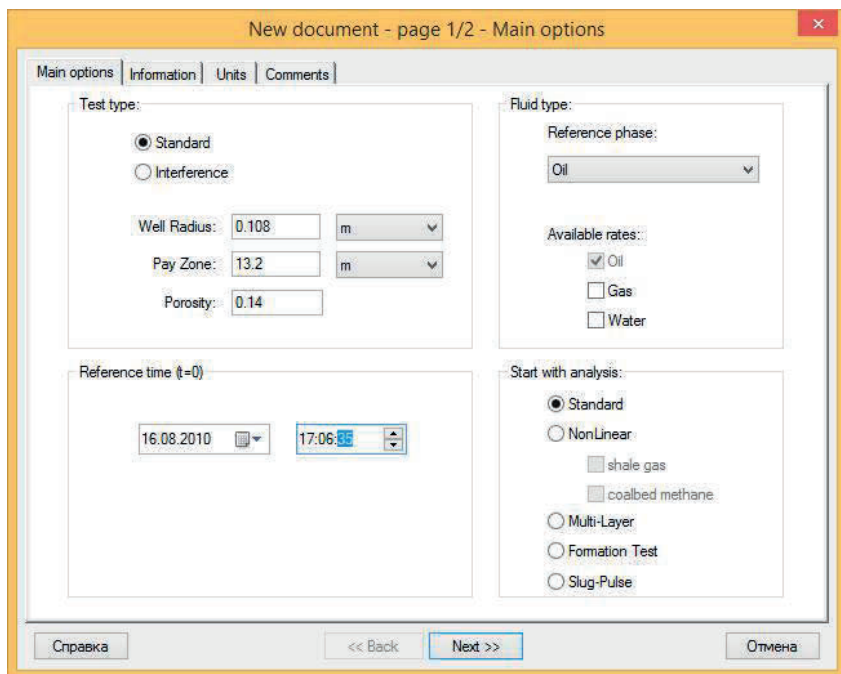 New document - page 1/2 - Main options
Main options Information Units Comments
Test type:
Standard
Interference
Well Radius: 0.108 m
Pay Zone: 13.2 m
Porosity: 0.14
Fluid type:
Reference phase:
Oil
Available rates:
Oil
Gas
Water
Reference time (t=0)
16.08.2010 17:06:35
Start with analysis:
Standard
NonLinear
shale gas
coalbed methane
Multi-Layer
Formation Test
Slug-Pulse
Справка << Back Next >> Отмена